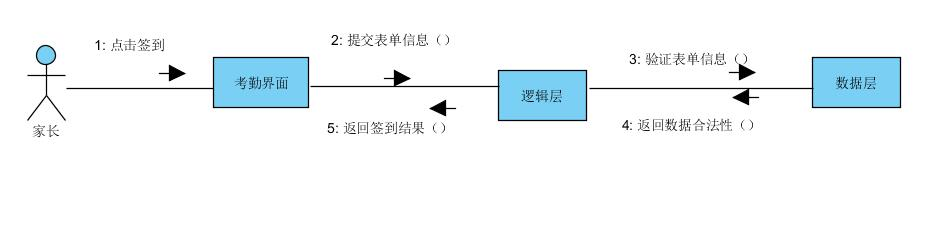 1: 点击签到
2: 提交表单信息（）
3: 验证表单信息（）
考勤界面
逻辑层
数据层
家长
5: 返回签到结果（）
4: 返回数据合法性（）